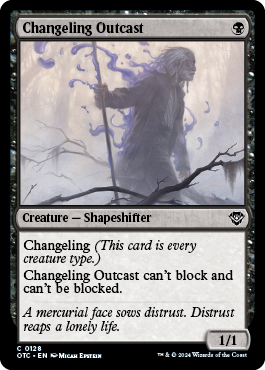 Changeling Outcast
Creature — Shapeshifter
Changeling (This card is every
creature type.)
Changeling Outcast can't block and
can't be blocked.
A mercurial face sows distrust. Distrust
reaps a lonely life.
1/1
C 0128
OTC • EN Micah Epstein
™ & © 2024 Wizards of the Coast